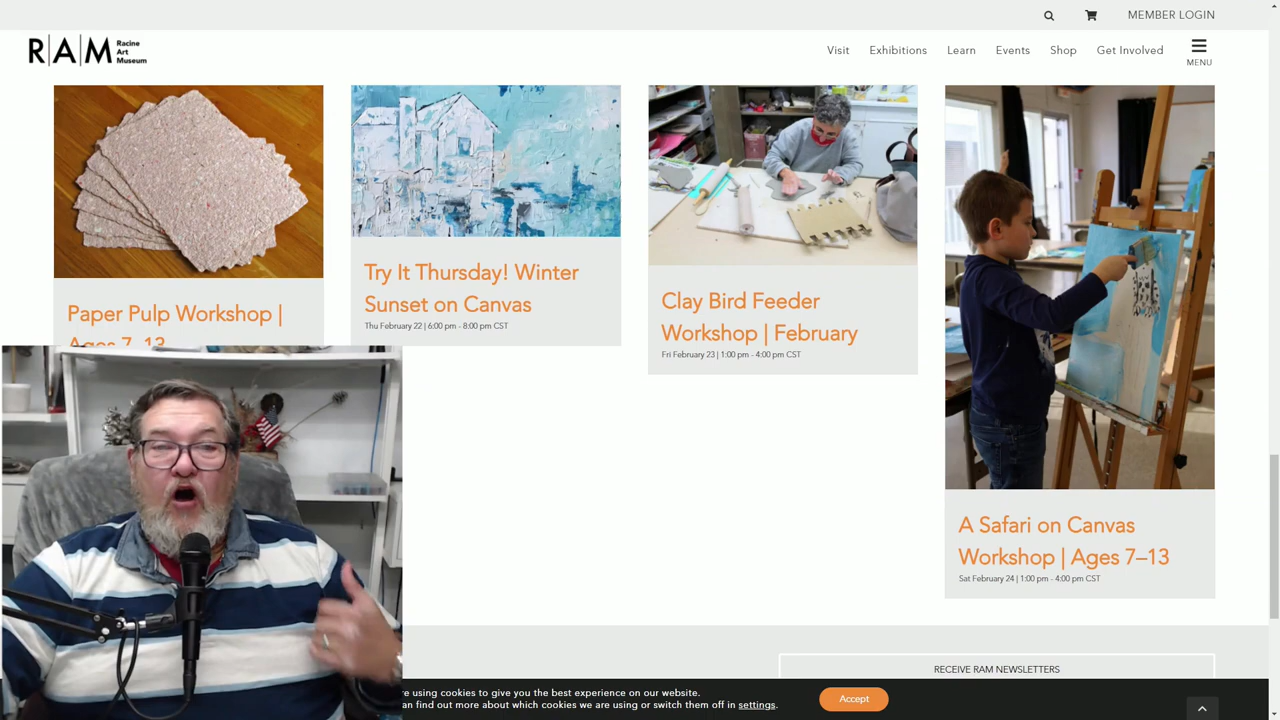 MEMBER LOGIN
R|A|M Racine
Art
Museum
Visit Exhibitions Learn Events Shop Get Involved
MENU
Paper Pulp Workshop |
Ages 7–13
Try It Thursday! Winter
Sunset on Canvas
Thu February 22 | 6:00 pm - 8:00 pm CST
Clay Bird Feeder
Workshop | February
Fri February 23 | 1:00 pm - 4:00 pm CST
A Safari on Canvas
Workshop | Ages 7–13
Sat February 24 | 1:00 pm - 4:00 pm CST
RECEIVE RAM NEWSLETTERS
re using cookies to give you the best experience on our website.
an find out more about which cookies we are using or switch them off in settings.
Accept